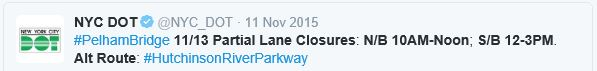 NYC DOT @NYC_DOT · 11 Nov 2015
NEW YORK CITY
DOT
#PelhamBridge 11/13 Partial Lane Closures: N/B 10AM-Noon; S/B 12-3PM.
Alt Route: #HutchinsonRiverParkway